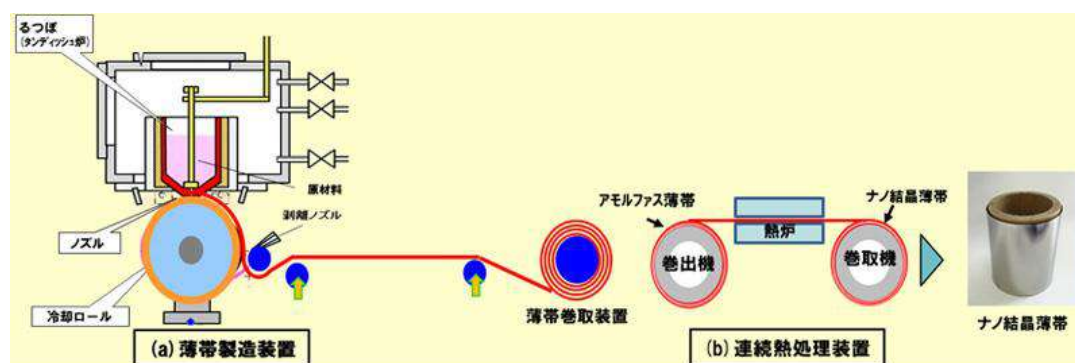 るつぼ
(タンディッシュ炉)
原材料
剥離ノズル
ノズル
冷却ロール
薄帯巻取装置
(a) 薄帯製造装置
アモルファス薄帯
ナノ結晶薄帯
熱炉
巻出機
巻取機
(b) 連続熱処理装置
ナノ結晶薄帯